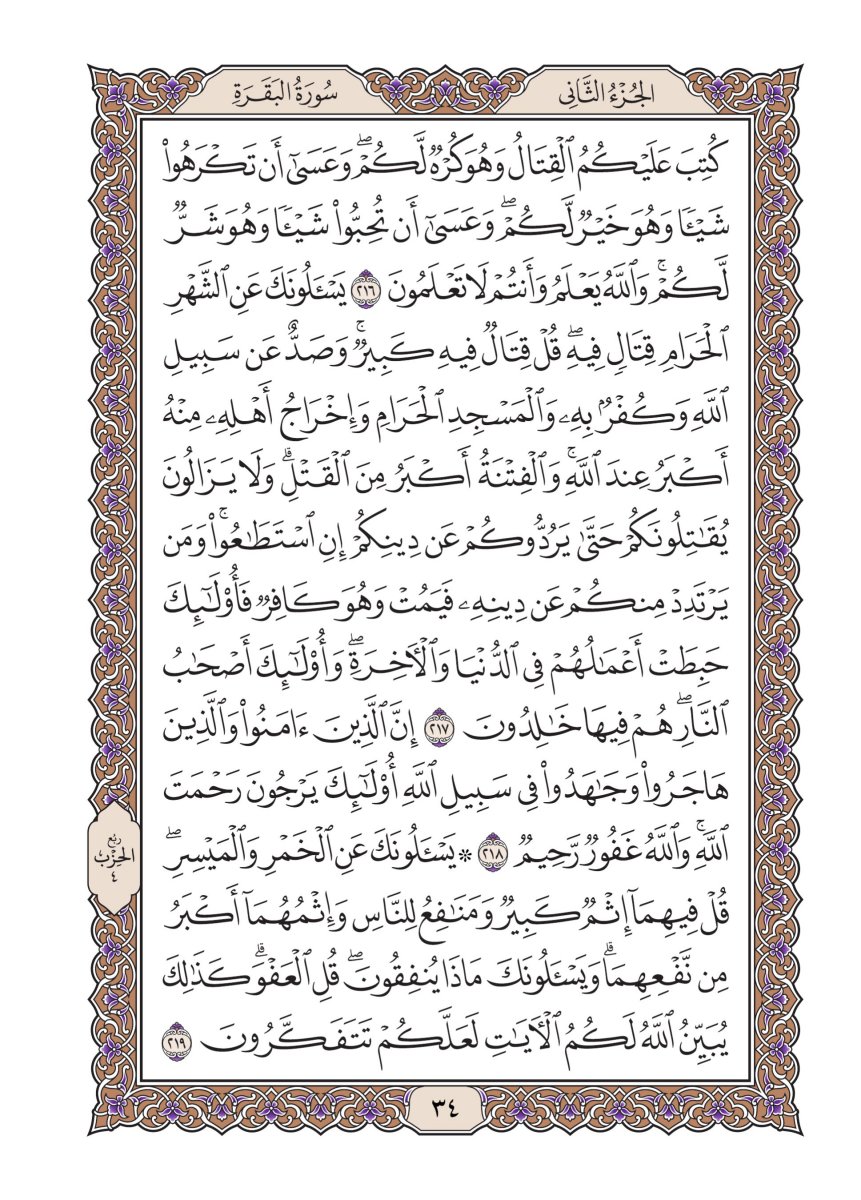 الجُزْءُ الثَّانِي
سُورَةُ البَقَرَةِ
كُتِبَ عَلَيْكُمُ ٱلْقِتَالُ وَهُوَ كُرْهٌۭ لَّكُمْ ۖ وَعَسَىٰٓ أَن تَكْرَهُوا۟
شَيْـًۭٔا وَهُوَ خَيْرٌۭ لَّكُمْ ۖ وَعَسَىٰٓ أَن تُحِبُّوا۟ شَيْـًۭٔا وَهُوَ شَرٌّۭ
لَّكُمْ ۗ وَٱللَّهُ يَعْلَمُ وَأَنتُمْ لَا تَعْلَمُونَ ٢١٦ يَسْـَٔلُونَكَ عَنِ ٱلشَّهْرِ
ٱلْحَرَامِ قِتَالٍۢ فِيهِ ۖ قُلْ قِتَالٌۭ فِيهِ كَبِيرٌۭ ۚ وَصَدٌّ عَن سَبِيلِ
ٱللَّهِ وَكُفْرٌۢ بِهِۦ وَٱلْمَسْجِدِ ٱلْحَرَامِ وَإِخْرَاجُ أَهْلِهِۦ مِنْهُ
أَكْبَرُ عِندَ ٱللَّهِ ۚ وَٱلْفِتْنَةُ أَكْبَرُ مِنَ ٱلْقَتْلِ ۗ وَلَا يَزَالُونَ
يُقَـٰتِلُونَكُمْ حَتَّىٰ يَرُدُّوكُمْ عَن دِينِكُمْ إِنِ ٱسْتَطَـٰعُوا۟ ۚ وَمَن
يَرْتَدِدْ مِنكُمْ عَن دِينِهِۦ فَيَمُتْ وَهُوَ كَافِرٌۭ فَأُو۟لَـٰٓئِكَ
حَبِطَتْ أَعْمَـٰلُهُمْ فِى ٱلدُّنْيَا وَٱلْـَٔاخِرَةِ ۖ وَأُو۟لَـٰٓئِكَ أَصْحَـٰبُ
ٱلنَّارِ ۖ هُمْ فِيهَا خَـٰلِدُونَ ٢١٧ إِنَّ ٱلَّذِينَ ءَامَنُوا۟ وَٱلَّذِينَ
هَاجَرُوا۟ وَجَـٰهَدُوا۟ فِى سَبِيلِ ٱللَّهِ أُو۟لَـٰٓئِكَ يَرْجُونَ رَحْمَتَ
ٱللَّهِ ۚ وَٱللَّهُ غَفُورٌۭ رَّحِيمٌۭ ٢١٨ ۞ يَسْـَٔلُونَكَ عَنِ ٱلْخَمْرِ وَٱلْمَيْسِرِ ۖ
قُلْ فِيهِمَآ إِثْمٌۭ كَبِيرٌۭ وَمَنَـٰفِعُ لِلنَّاسِ وَإِثْمُهُمَآ أَكْبَرُ
مِن نَّفْعِهِمَا ۗ وَيَسْـَٔلُونَكَ مَاذَا يُنفِقُونَ ۖ قُلِ ٱلْعَفْوَ ۗ كَذَٰلِكَ
يُبَيِّنُ ٱللَّهُ لَكُمُ ٱلْـَٔايَـٰتِ لَعَلَّكُمْ تَتَفَكَّرُونَ ٢١٩
رُبع
الحِزْب
٤
٣٤